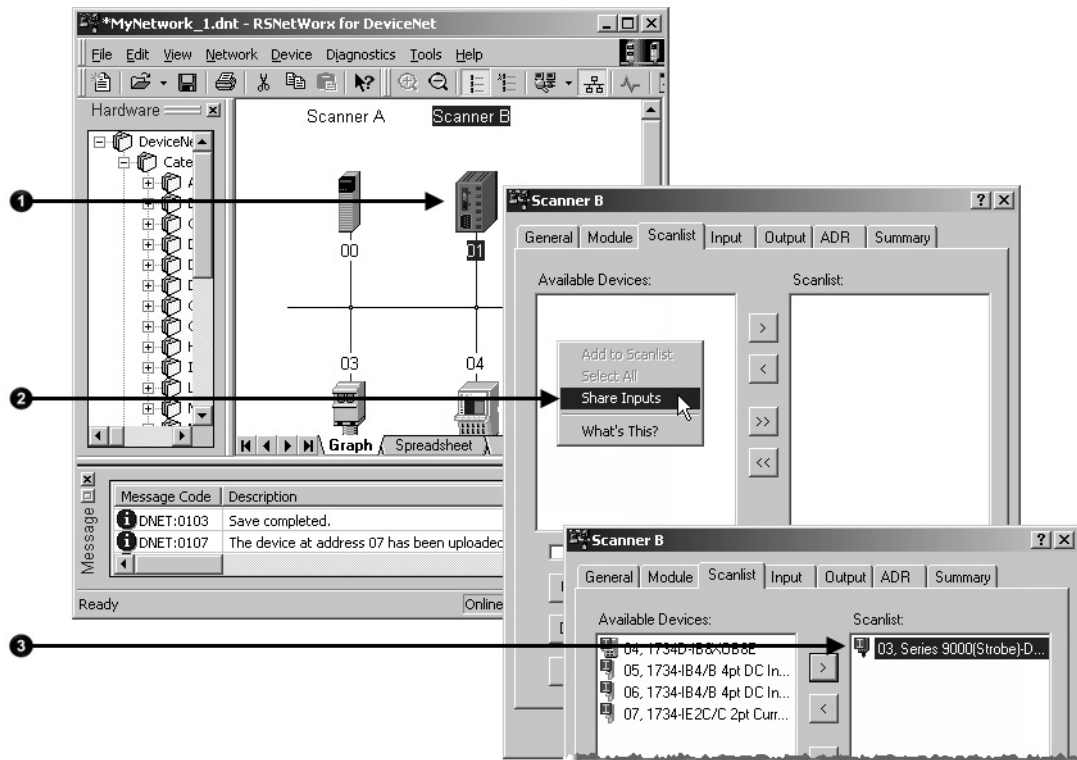 *MyNetwork_1.dnt - RSNetWorx for DeviceNet
File Edit View Network Device Diagnostics Tools Help
Hardware
DeviceNe
Cate
Scanner A Scanner B
00 01
03 04
Graph Spreadsheet
Message
Message Code Description
DNET:0103 Save completed.
DNET:0107 The device at address 07 has been uploaded
Ready Online
1
2
3
Scanner B
General Module Scanlist Input Output ADR Summary
Available Devices: Scanlist:
Add to Scanlist
Select All
Share Inputs
What's This?
>
<
>>
<<
Scanner B
General Module Scanlist Input Output ADR Summary
Available Devices: Scanlist:
04, 1734D-IB8XOB8E
05, 1734-IB4/B 4pt DC In...
06, 1734-IB4/B 4pt DC In...
07, 1734-IE2C/C 2pt Curr...
>
<
03, Series 9000(Strobe)-D...